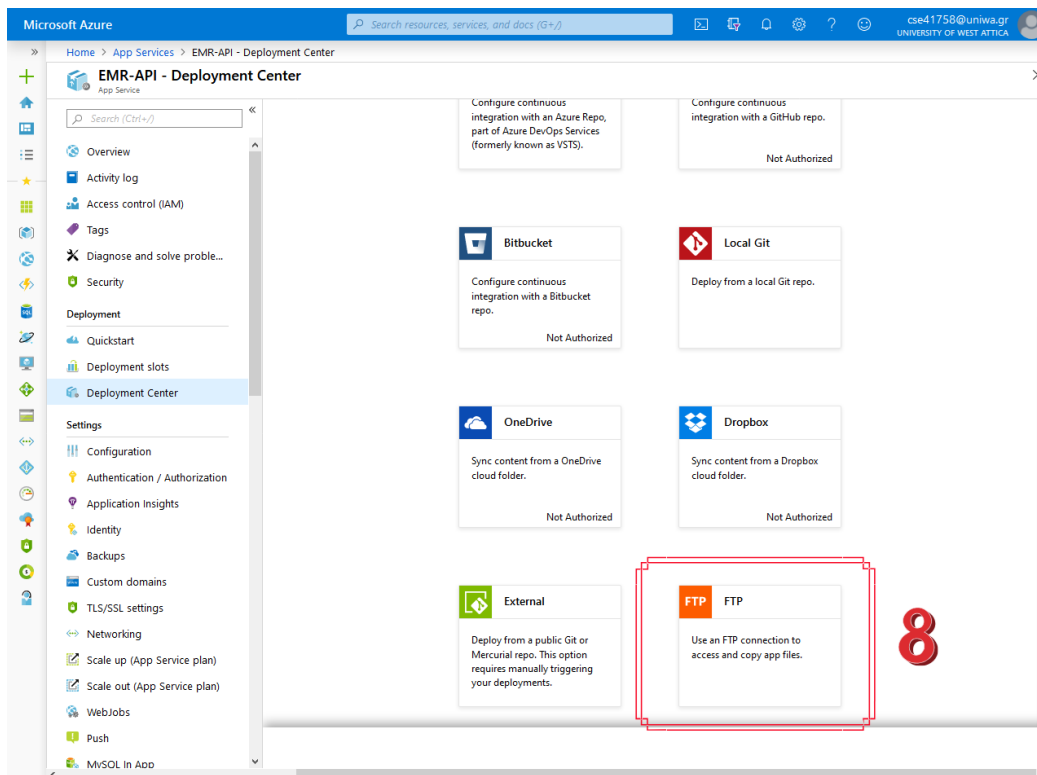 Microsoft Azure
Search resources, services, and docs (G+/)
cse41758@uniwa.gr
UNIVERSITY OF WEST ATTICA
Home > App Services > EMR-API - Deployment Center
EMR-API - Deployment Center
App Service
Search (Ctrl+/)
Overview
Activity log
Access control (IAM)
Tags
Diagnose and solve proble...
Security
Deployment
Quickstart
Deployment slots
Deployment Center
Settings
Configuration
Authentication / Authorization
Application Insights
Identity
Backups
Custom domains
TLS/SSL settings
Networking
Scale up (App Service plan)
Scale out (App Service plan)
WebJobs
Push
MySQL In App
Configure continuous
integration with an Azure Repo,
part of Azure DevOps Services
(formerly known as VSTS).
Configure continuous
integration with a GitHub repo.
Not Authorized
Bitbucket
Configure continuous
integration with a Bitbucket
repo.
Not Authorized
Local Git
Deploy from a local Git repo.
OneDrive
Sync content from a OneDrive
cloud folder.
Not Authorized
Dropbox
Sync content from a Dropbox
cloud folder.
Not Authorized
External
Deploy from a public Git or
Mercurial repo. This option
requires manually triggering
your deployments.
FTP FTP
Use an FTP connection to
access and copy app files.
8